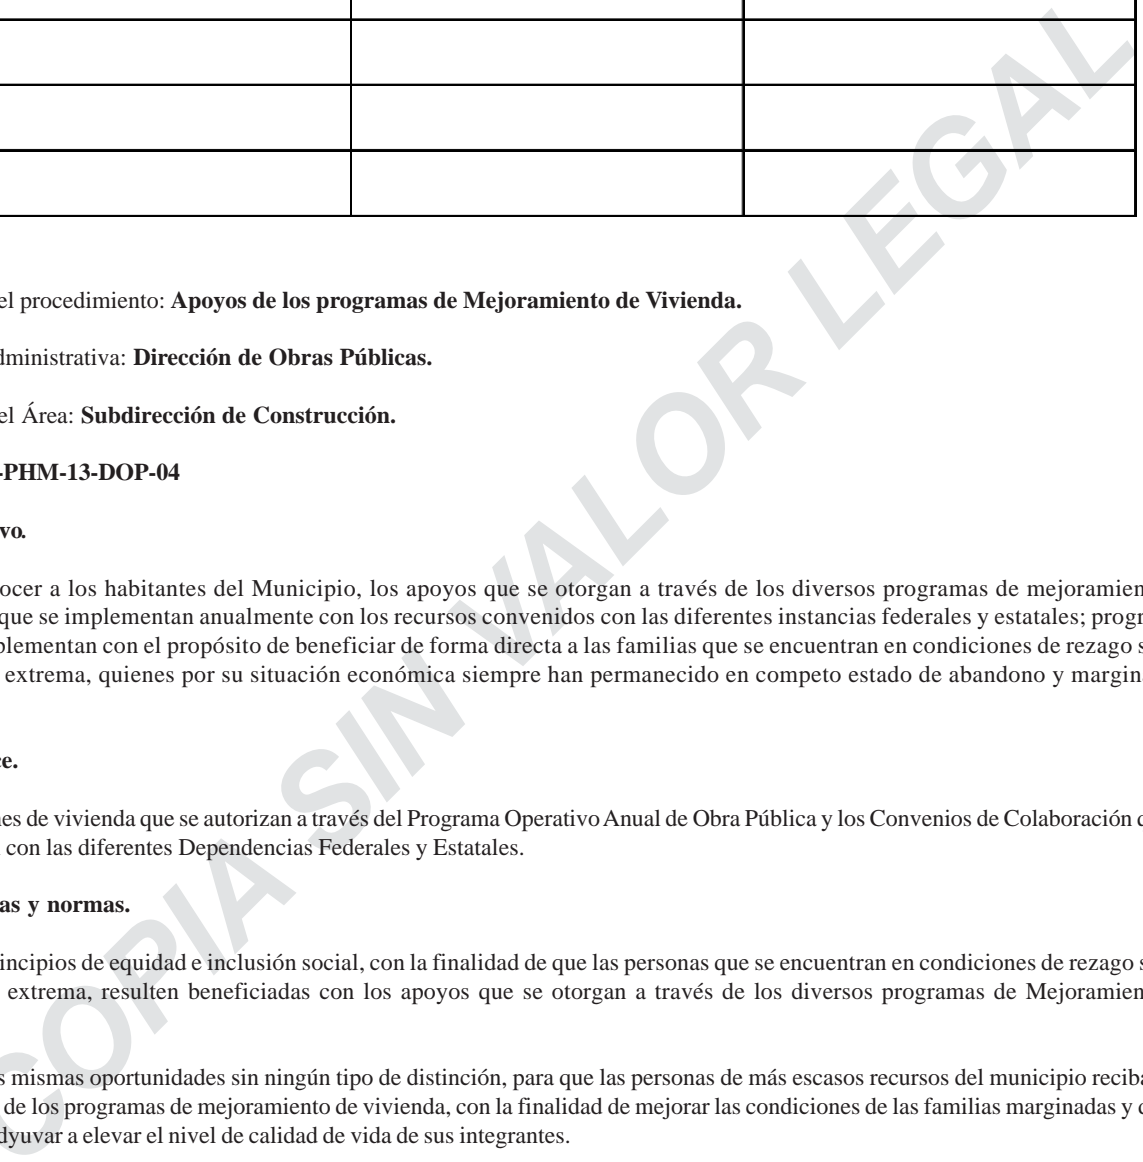 el procedimiento: Apoyos de los programas de Mejoramiento de Vivienda.
dministrativa: Dirección de Obras Públicas.
el Área: Subdirección de Construcción.
-PHM-13-DOP-04
vo.
ocer a los habitantes del Municipio, los apoyos que se otorgan a través de los diversos programas de mejoramien
que se implementan anualmente con los recursos convenidos con las diferentes instancias federales y estatales; progr
plementan con el propósito de beneficiar de forma directa a las familias que se encuentran en condiciones de rezago s
extrema, quienes por su situación económica siempre han permanecido en competo estado de abandono y margin
ce.
nes de vivienda que se autorizan a través del Programa Operativo Anual de Obra Pública y los Convenios de Colaboración c
con las diferentes Dependencias Federales y Estatales.
as y normas.
incipios de equidad e inclusión social, con la finalidad de que las personas que se encuentran en condiciones de rezago s
extrema, resulten beneficiadas con los apoyos que se otorgan a través de los diversos programas de Mejoramien
s mismas oportunidades sin ningún tipo de distinción, para que las personas de más escasos recursos del municipio reciba
de los programas de mejoramiento de vivienda, con la finalidad de mejorar las condiciones de las familias marginadas y c
dyuvar a elevar el nivel de calidad de vida de sus integrantes.
COPIA SIN VALOR LEGAL